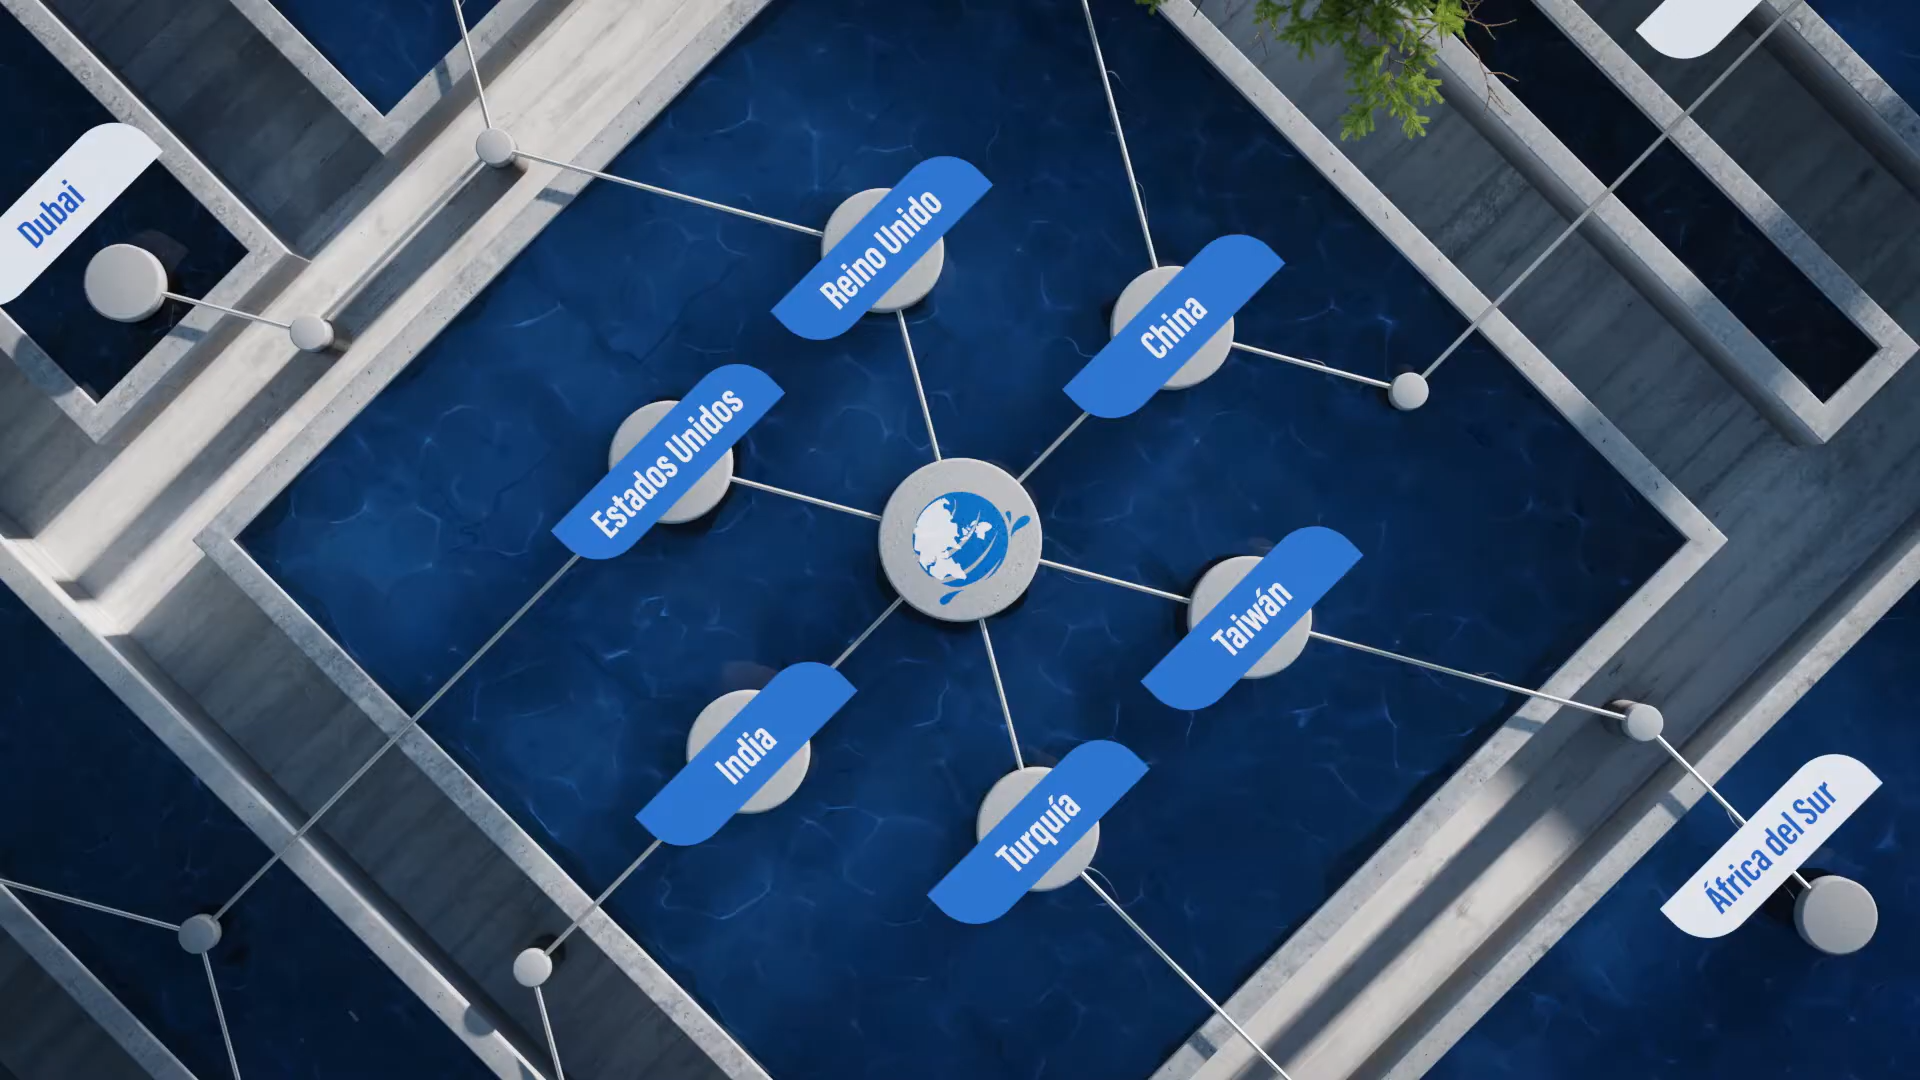 Dubai
Reino Unido
China
Estados Unidos
Taiwán
India
Turquía
África del Sur